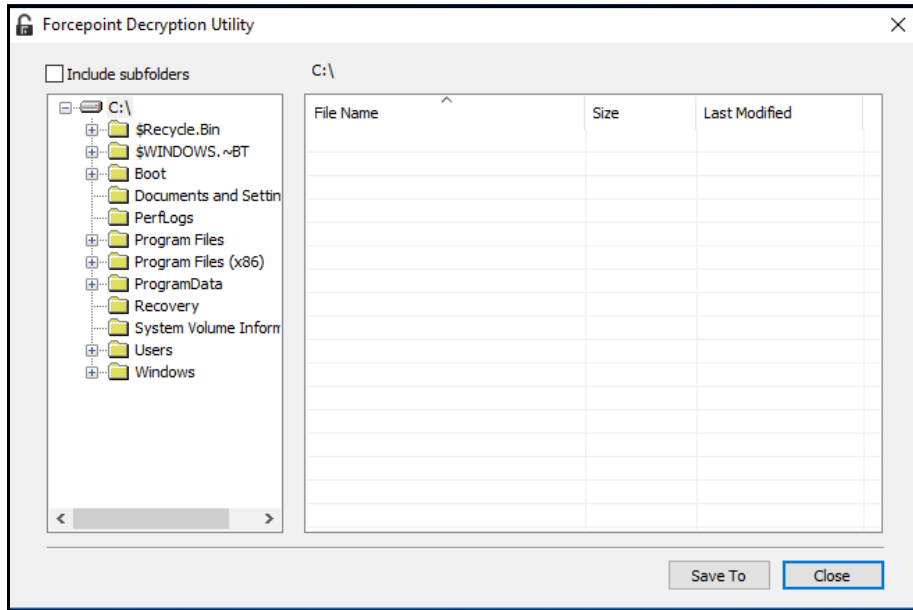 Forcepoint Decryption Utility
Include subfolders
C:\
C:\
$Recycle.Bin
$WINDOWS.~BT
Boot
Documents and Settin
PerfLogs
Program Files
Program Files (x86)
ProgramData
Recovery
System Volume Inform
Users
Windows
File Name Size Last Modified
Save To Close